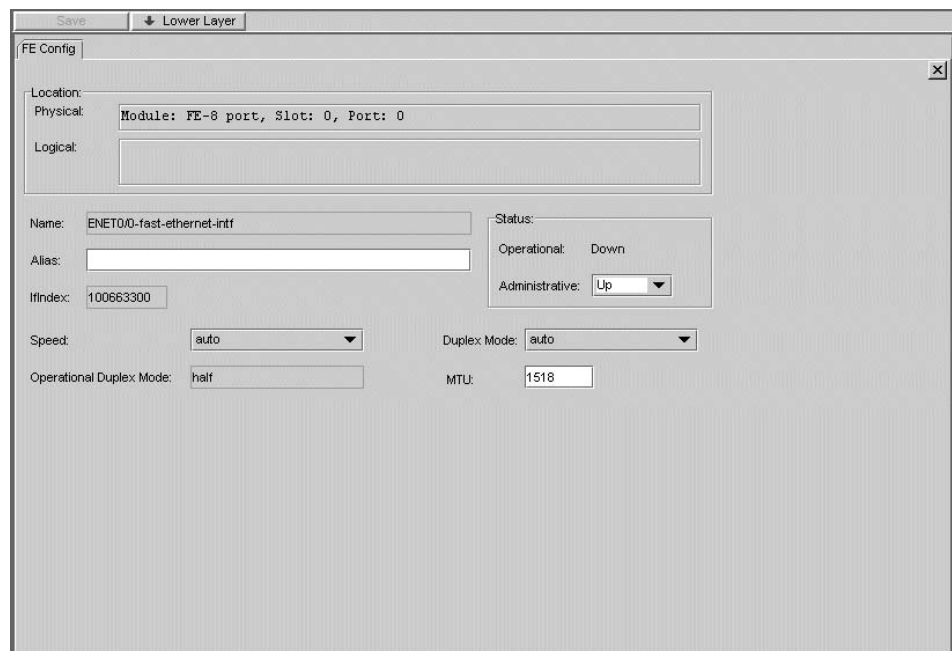 Save Lower Layer
FE Config
Location:
Physical: Module: FE-8 port, Slot: 0, Port: 0
Logical:
Name: ENET0/0-fast-ethernet-intf
Status:
Operational: Down
Alias:
Administrative: Up
IfIndex: 100663300
Speed: auto Duplex Mode: auto
Operational Duplex Mode: half MTU: 1518